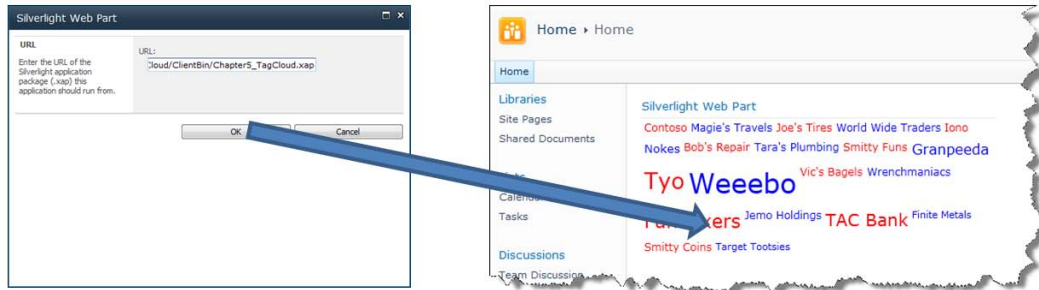 Silverlight Web Part
URL
Enter the URL of the
Silverlight application
package (.xap) this
application should run from.
URL:
Cloud/ClientBin/Chapter5_TagCloud.xap
OK
Cancel
Home ▸ Home
Home
Libraries
Site Pages
Shared Documents
Calendar
Tasks
Discussions
Team Discussion
Silverlight Web Part
Contoso Magie's Travels Joe's Tires World Wide Traders Iono
Nokes Bob's Repair Tara's Plumbing Smitty Funs Granpeeda
Tyo Weeebo Vic's Bagels Wrenchmaniacs
Jemo Holdings TAC Bank Finite Metals
Smitty Coins Target Tootsies